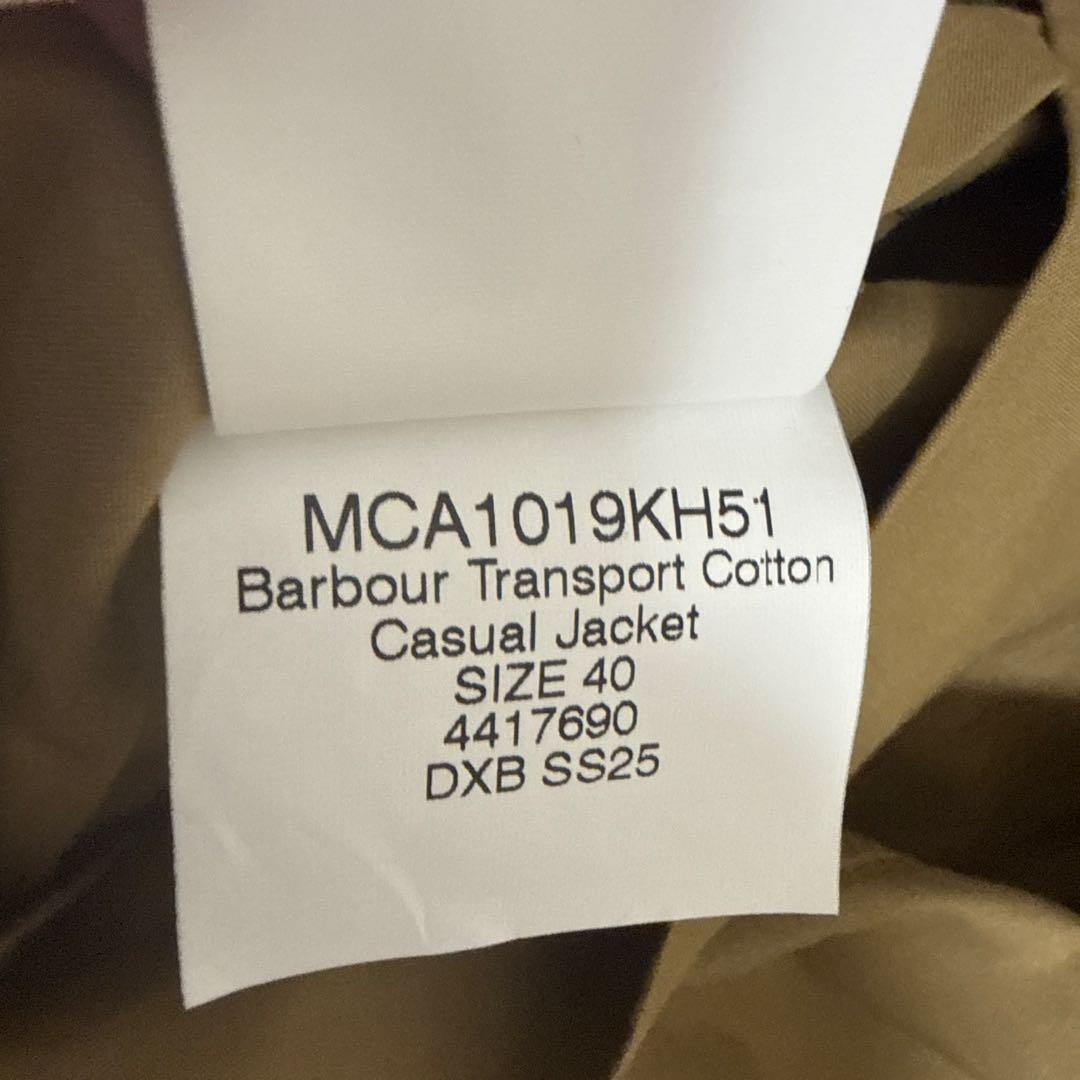 MCA1019KH51
Barbour Transport Cotton
Casual Jacket
SIZE 40
4417690
DXB SS25